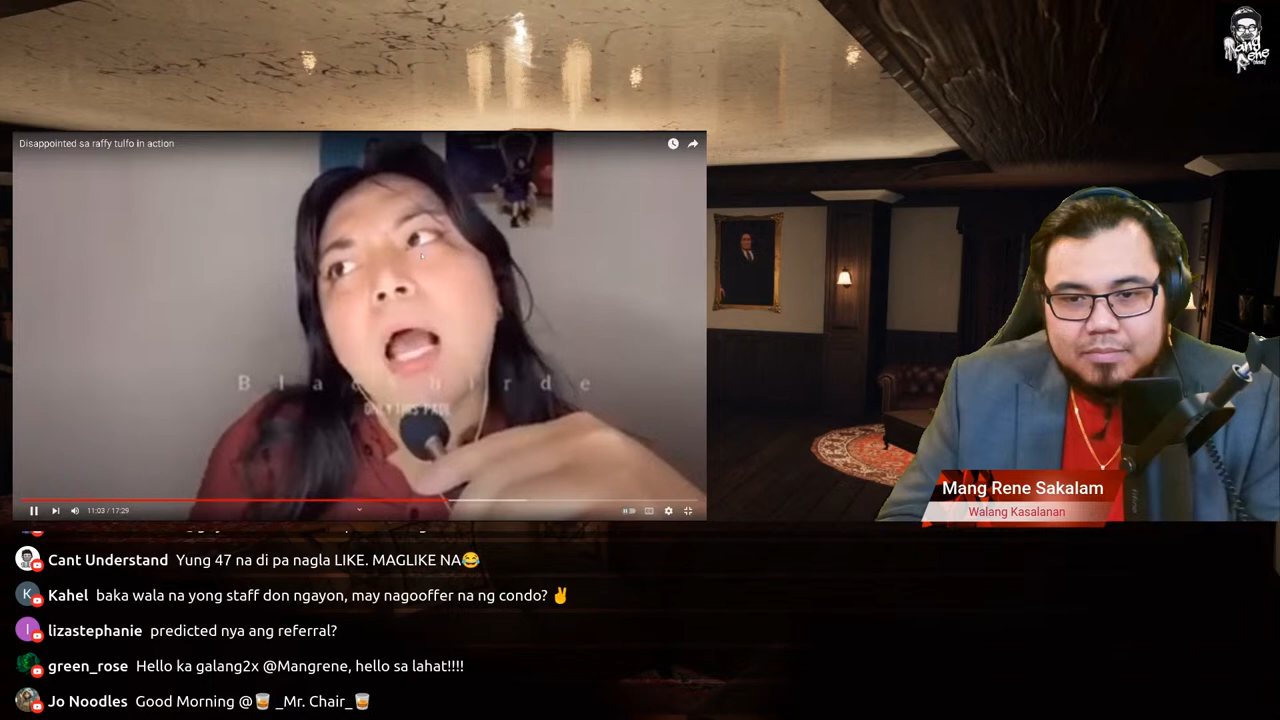 Mang
Rene
Disappointed sa raffy tulfo in action
B l a c k b i r d e
11:03 / 17:29
Mang Rene Sakalam
Walang Kasalanan
Cant Understand Yung 47 na di pa nagla LIKE. MAGLIKE NA😂
Kahel baka wala na yong staff don ngayon, may nagooffer na ng condo? ✌
lizastephanie predicted nya ang referral?
green_rose Hello ka galang2x @Mangrene, hello sa lahat!!!!
Jo Noodles Good Morning @🥃 _Mr. Chair_🥃